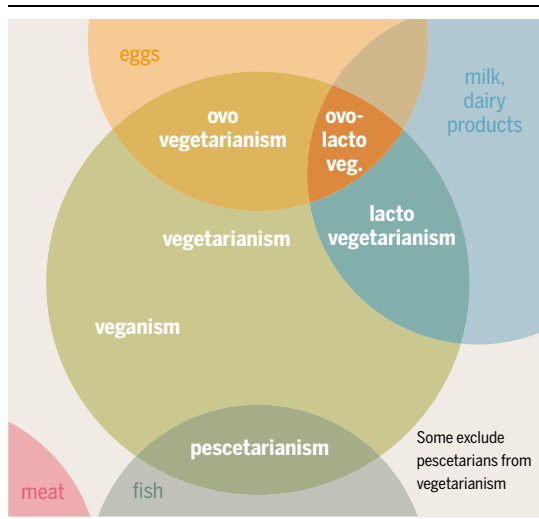 eggs
milk,
dairy
products
ovo
vegetarianism
ovo-
lacto
veg.
lacto
vegetarianism
vegetarianism
veganism
pescetarianism
Some exclude
pescetarians from
vegetarianism
meat
fish